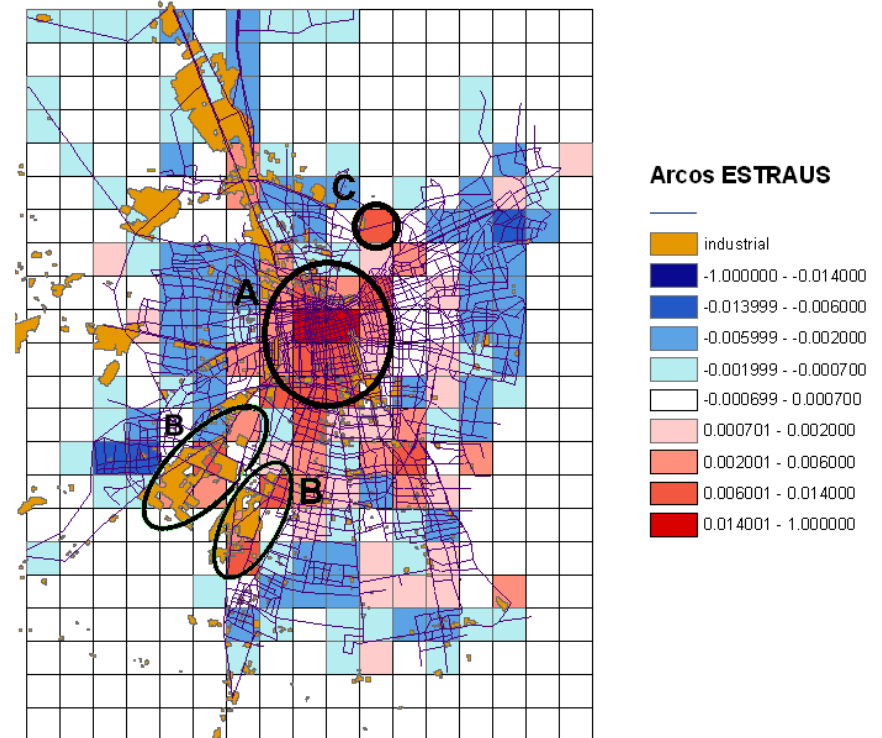 C
A
B
B
Arcos ESTRAUS
industrial
-1.000000 - -0.014000
-0.013999 - -0.006000
-0.005999 - -0.002000
-0.001999 - -0.000700
-0.000699 - 0.000700
0.000701 - 0.002000
0.002001 - 0.006000
0.006001 - 0.014000
0.014001 - 1.000000